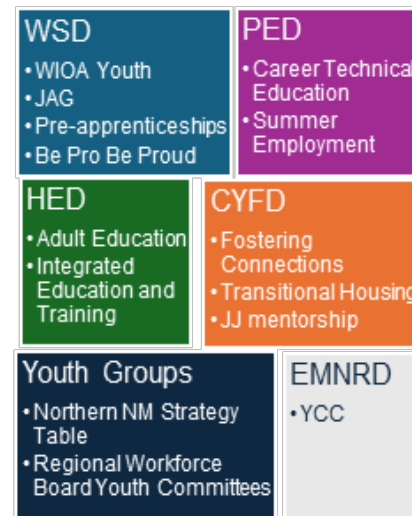 WSD
• WIOA Youth
• JAG
• Pre-apprenticeships
• Be Pro Be Proud
PED
• Career Technical
Education
• Summer
Employment
HED
• Adult Education
• Integrated
Education and
Training
CYFD
• Fostering
Connections
• Transitional Housing
• JJ mentorship
Youth Groups
• Northern NM Strategy
Table
• Regional Workforce
Board Youth Committees
EMNRD
• YCC